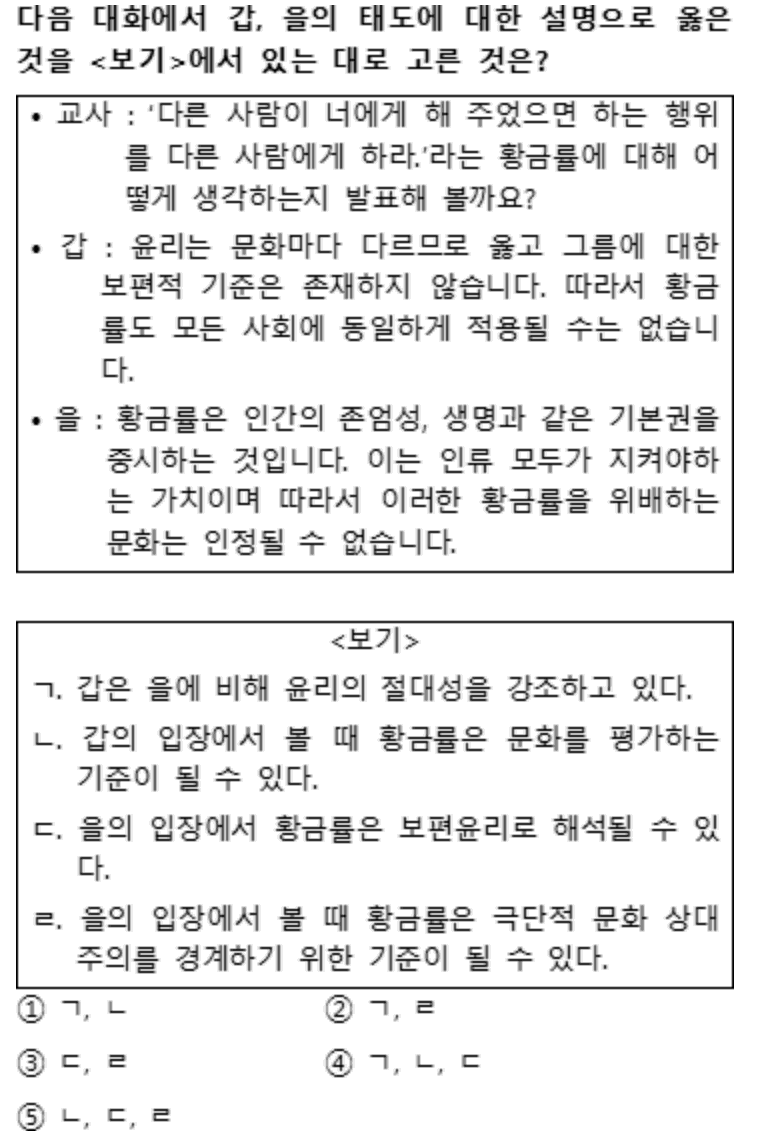 다음 대화에서 갑, 을의 태도에 대한 설명으로 옳은
것을 <보기>에서 있는 대로 고른 것은?
• 교사 : ‘다른 사람이 너에게 해 주었으면 하는 행위
를 다른 사람에게 하라.’라는 황금률에 대해 어
떻게 생각하는지 발표해 볼까요?
• 갑 : 윤리는 문화마다 다르므로 옳고 그름에 대한
보편적 기준은 존재하지 않습니다. 따라서 황금
률도 모든 사회에 동일하게 적용될 수는 없습니
다.
• 을 : 황금률은 인간의 존엄성, 생명과 같은 기본권을
중시하는 것입니다. 이는 인류 모두가 지켜야하
는 가치이며 따라서 이러한 황금률을 위배하는
문화는 인정될 수 없습니다.
<보기>
ㄱ. 갑은 을에 비해 윤리의 절대성을 강조하고 있다.
ㄴ. 갑의 입장에서 볼 때 황금률은 문화를 평가하는
기준이 될 수 있다.
ㄷ. 을의 입장에서 황금률은 보편윤리로 해석될 수 있
다.
ㄹ. 을의 입장에서 볼 때 황금률은 극단적 문화 상대
주의를 경계하기 위한 기준이 될 수 있다.
① ㄱ, ㄴ ② ㄱ, ㄹ
③ ㄷ, ㄹ ④ ㄱ, ㄴ, ㄷ
⑤ ㄴ, ㄷ, ㄹ